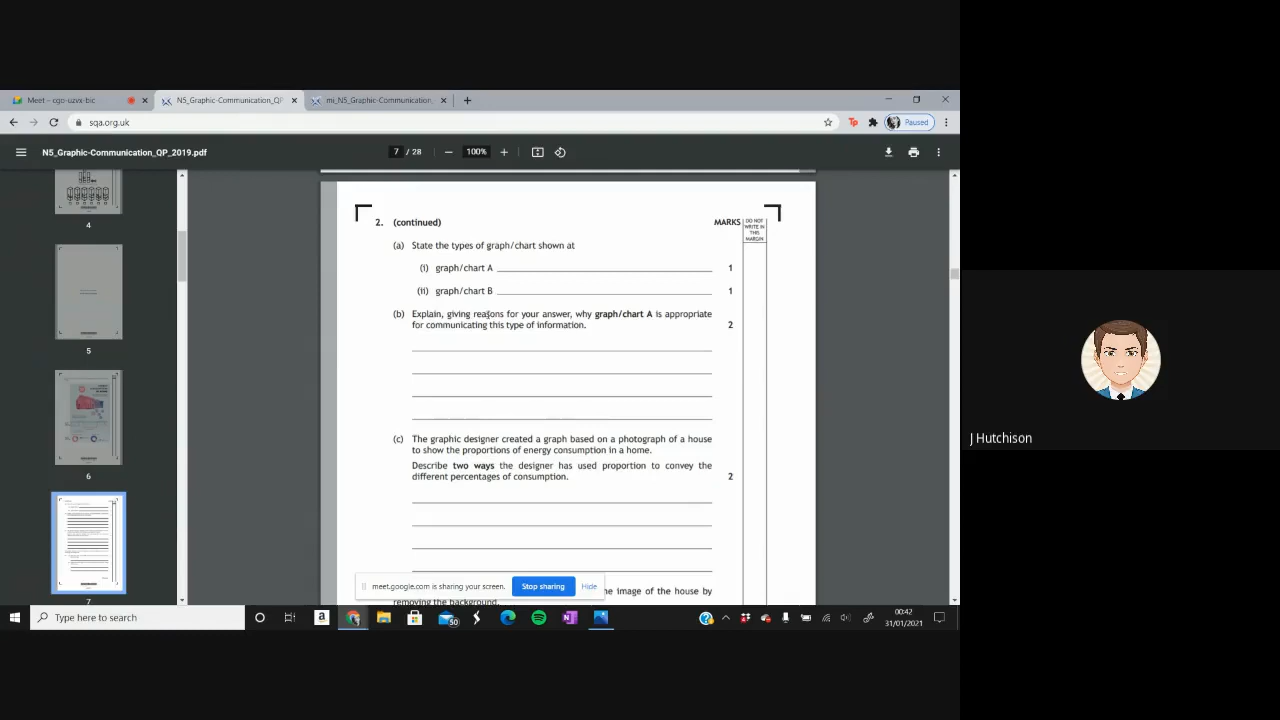 Meet – cgo-uzvx-bic
N5_Graphic-Communication_QP
mi_N5_Graphic-Communication_
sqa.org.uk
Paused
N5_Graphic-Communication_QP_2019.pdf
7 / 28
100%
4
5
6
7
2. (continued)
MARKS
DO NOT
WRITE IN
THIS
MARGIN
(a) State the types of graph/chart shown at
(i) graph/chart A
1
(ii) graph/chart B
1
(b) Explain, giving reasons for your answer, why graph/chart A is appropriate
for communicating this type of information.
2
(c) The graphic designer created a graph based on a photograph of a house
to show the proportions of energy consumption in a home.
Describe two ways the designer has used proportion to convey the
different percentages of consumption.
2
meet.google.com is sharing your screen.
Stop sharing
Hide
he image of the house by
removing the background.
J Hutchison
Type here to search
50
00:42
31/01/2021